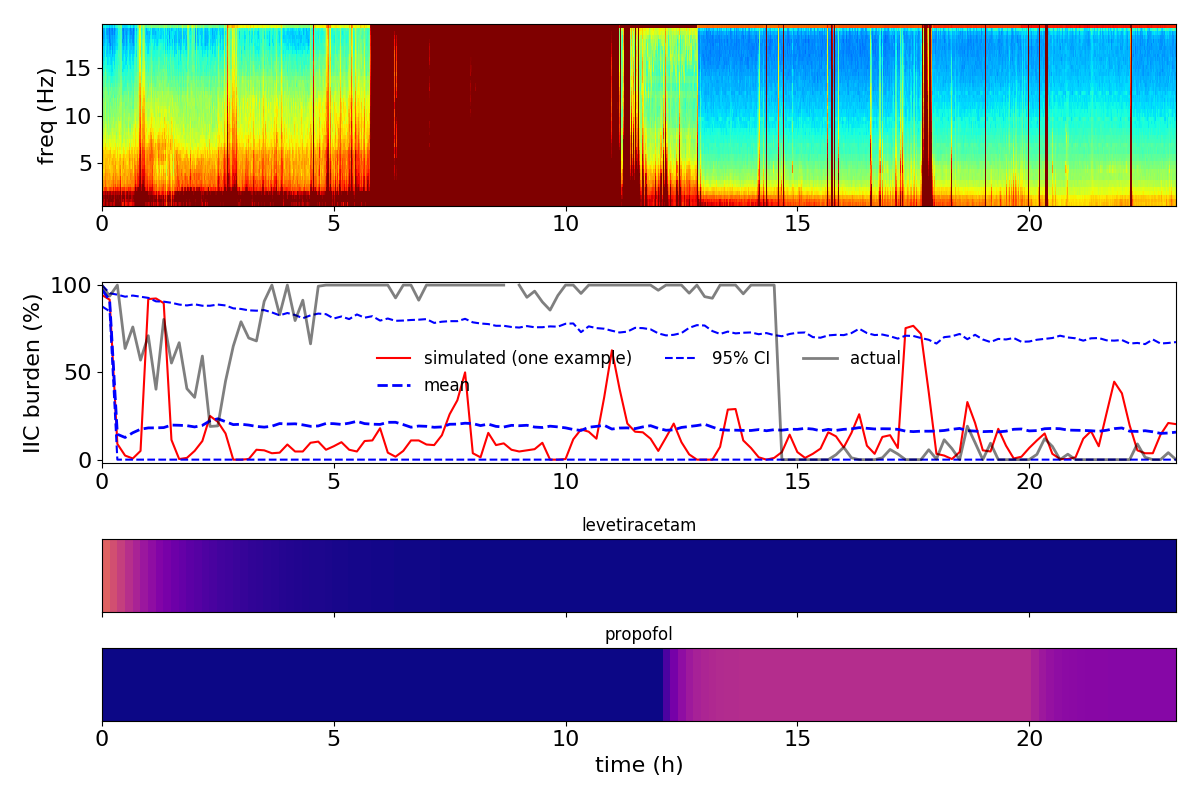 freq (Hz)
15
10
5
0 5 10 15 20
IIC burden (%)
100
50
0
simulated (one example) 95% CI actual
mean
0 5 10 15 20
levetiracetam
propofol
0 5 10 15 20
time (h)